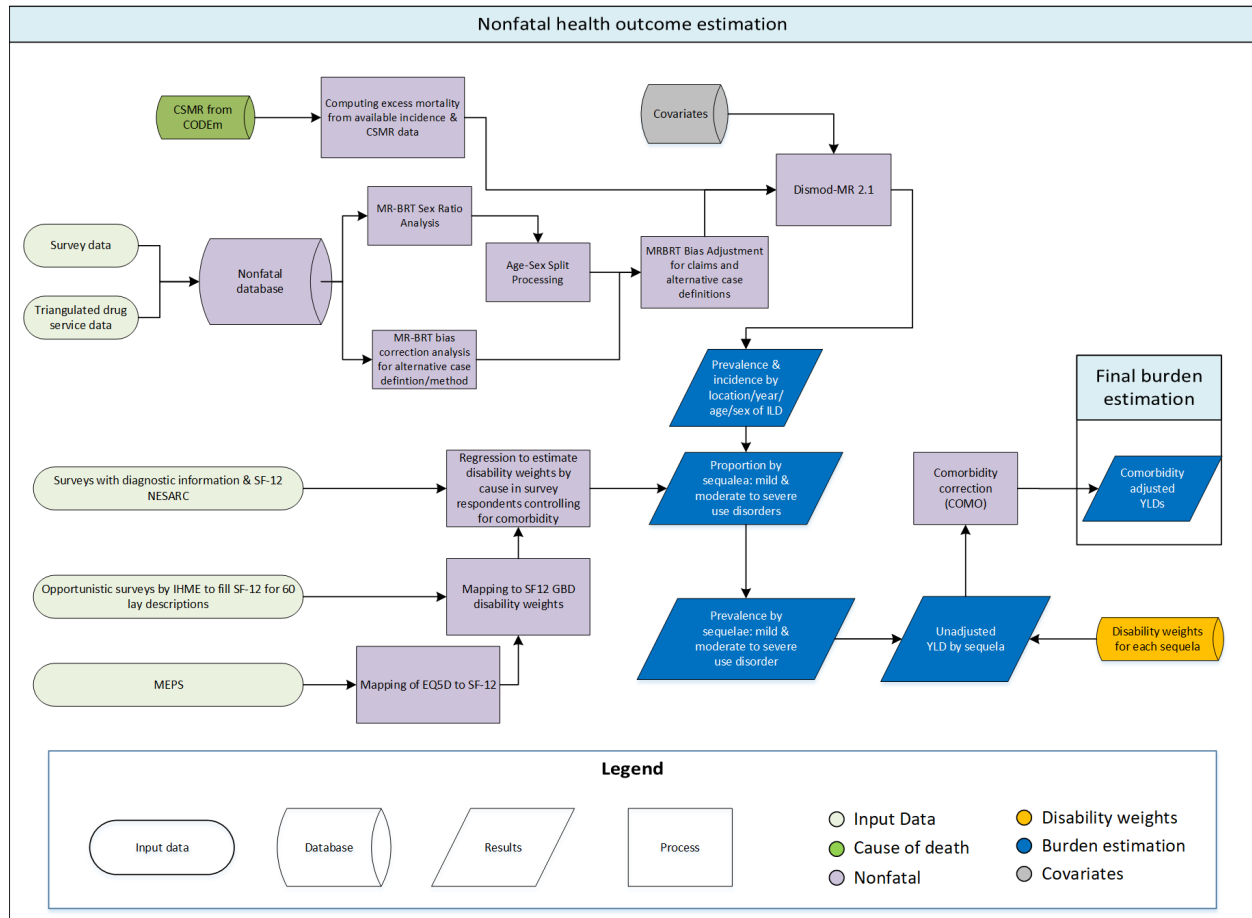 Nonfatal health outcome estimation
CSMR from
CODEm
Computing excess mortality
from available incidence &
CSMR data
Covariates
Dismod-MR 2.1
Survey data
Triangulated drug
service data
Nonfatal
database
MR-BRT Sex Ratio
Analysis
Age-Sex Split
Processing
MR-BRT bias
correction analysis
for alternative case
defintion/method
MRBRT Bias Adjustment
for claims and
alternative case
definitions
Prevalence &
incidence by
location/year/
age/sex of ILD
Final burden
estimation
Surveys with diagnostic information & SF-12
NESARC
Regression to estimate
disability weights by
cause in survey
respondents controlling
for comorbidity
Proportion by
sequalea: mild &
moderate to severe
use disorders
Comorbidity
correction
(COMO)
Comorbidity
adjusted
YLDs
Opportunistic surveys by IHME to fill SF-12 for 60
lay descriptions
Mapping to SF12 GBD
disability weights
Prevalence by
sequelae: mild &
moderate to severe
use disorder
Unadjusted
YLD by sequela
Disability weights
for each sequela
MEPS
Mapping of EQ5D to SF-12
Legend
Input data
Database
Results
Process
Input Data
Cause of death
Nonfatal
Disability weights
Burden estimation
Covariates